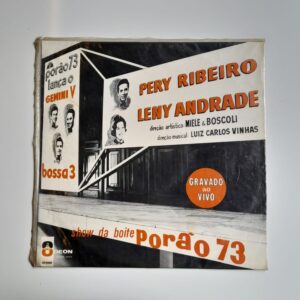 porão 73
lança o
GEMINI V
bossa 3
PERY RIBEIRO
LENY ANDRADE
direção artística MIELE & BOSCOLI
direção musical LUIZ CARLOS VINHAS
GRAVADO
AO
VIVO
show da boite porão 73
ODEON